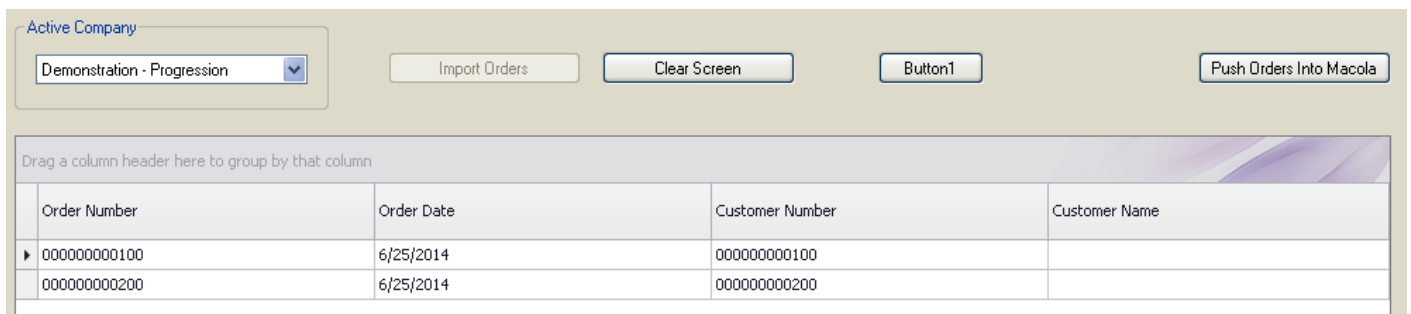 Active Company
Demonstration - Progression
Import Orders
Clear Screen
Button1
Push Orders Into Macola
Drag a column header here to group by that column
Order Number Order Date Customer Number Customer Name
000000000100 6/25/2014 000000000100
000000000200 6/25/2014 000000000200